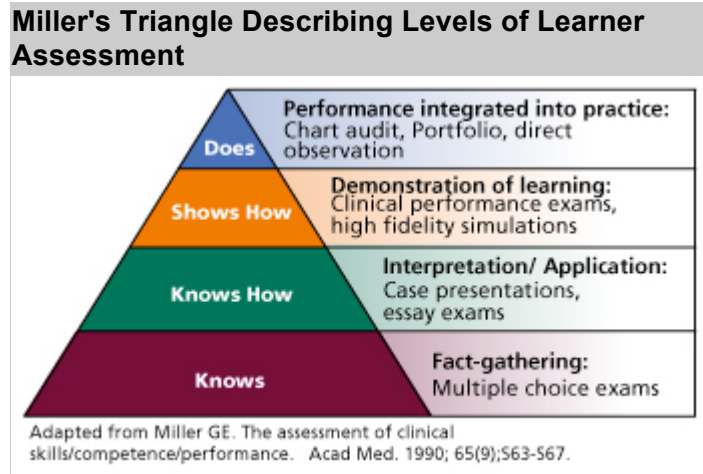 Miller's Triangle Describing Levels of Learner
Assessment
Does
Performance integrated into practice:
Chart audit, Portfolio, direct
observation
Shows How
Demonstration of learning:
Clinical performance exams,
high fidelity simulations
Knows How
Interpretation/ Application:
Case presentations,
essay exams
Knows
Fact-gathering:
Multiple choice exams
Adapted from Miller GE. The assessment of clinical
skills/competence/performance. Acad Med. 1990; 65(9);S63-S67.